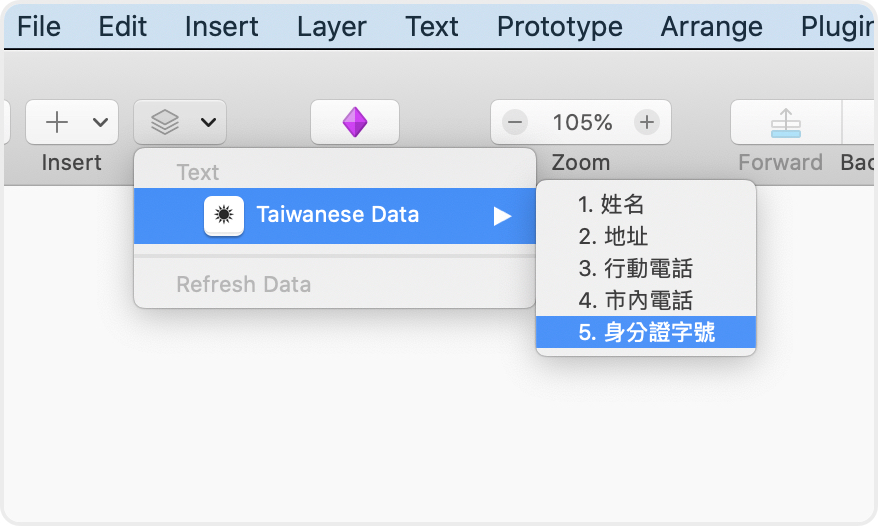 File Edit Insert Layer Text Prototype Arrange
105%
Insert Zoom Forward
Text
Taiwanese Data
Refresh Data
1. 姓名
2. 地址
3. 行動電話
4. 市內電話
5. 身分證字號